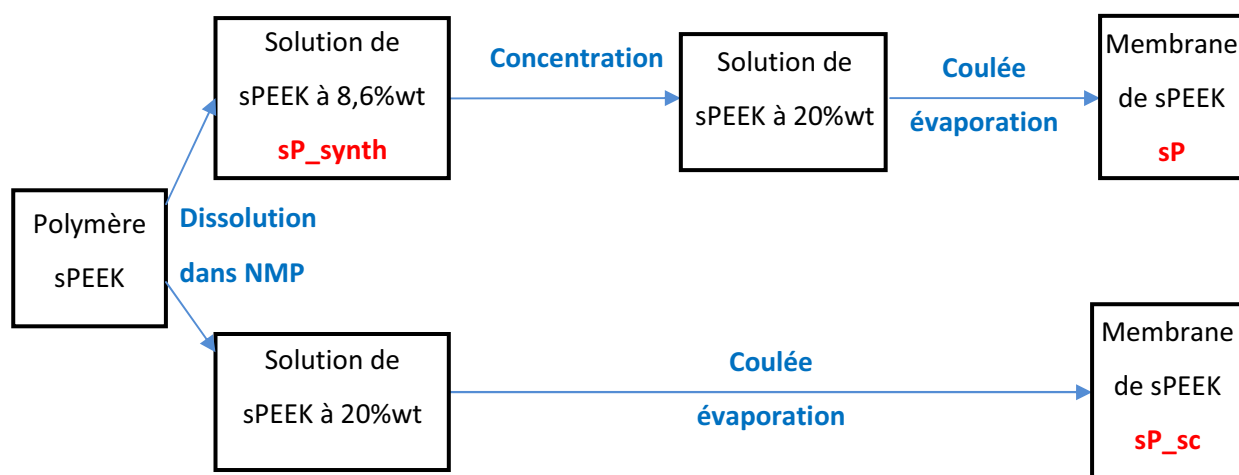 Solution de
sPEEK à 8,6%wt
sP_synth
Concentration
Solution de
sPEEK à 20%wt
Coulée
évaporation
Membrane
de sPEEK
sP
Polymère
sPEEK
Dissolution
dans NMP
Solution de
sPEEK à 20%wt
Coulée
évaporation
Membrane
de sPEEK
sP_sc